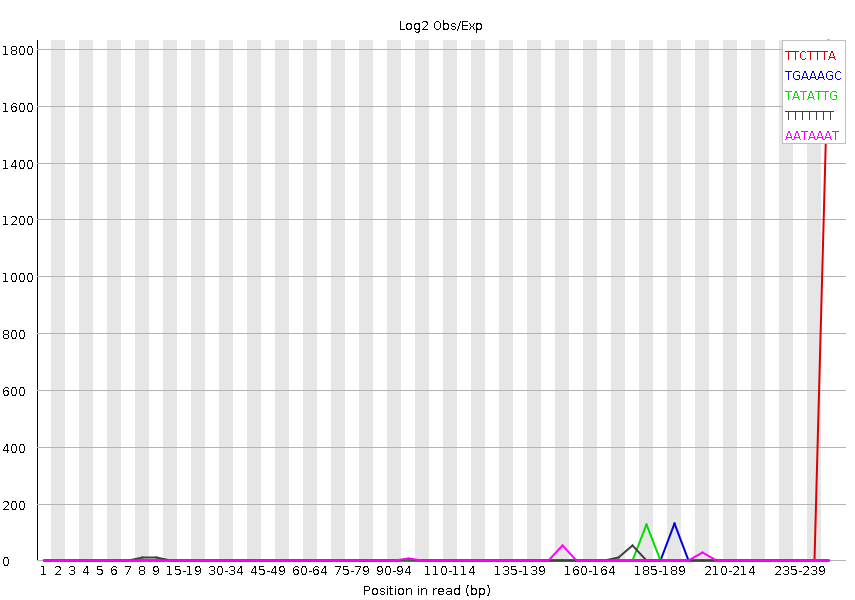 Log2 Obs/Exp
1800
1600
1400
1200
1000
800
600
400
200
0
TTCTTTA
TGAAAGC
TATATTG
TTTTTTT
AATAAAT
1 2 3 4 5 6 7 8 9 15-19 30-34 45-49 60-64 75-79 90-94 110-114 135-139 160-164 185-189 210-214 235-239
Position in read (bp)